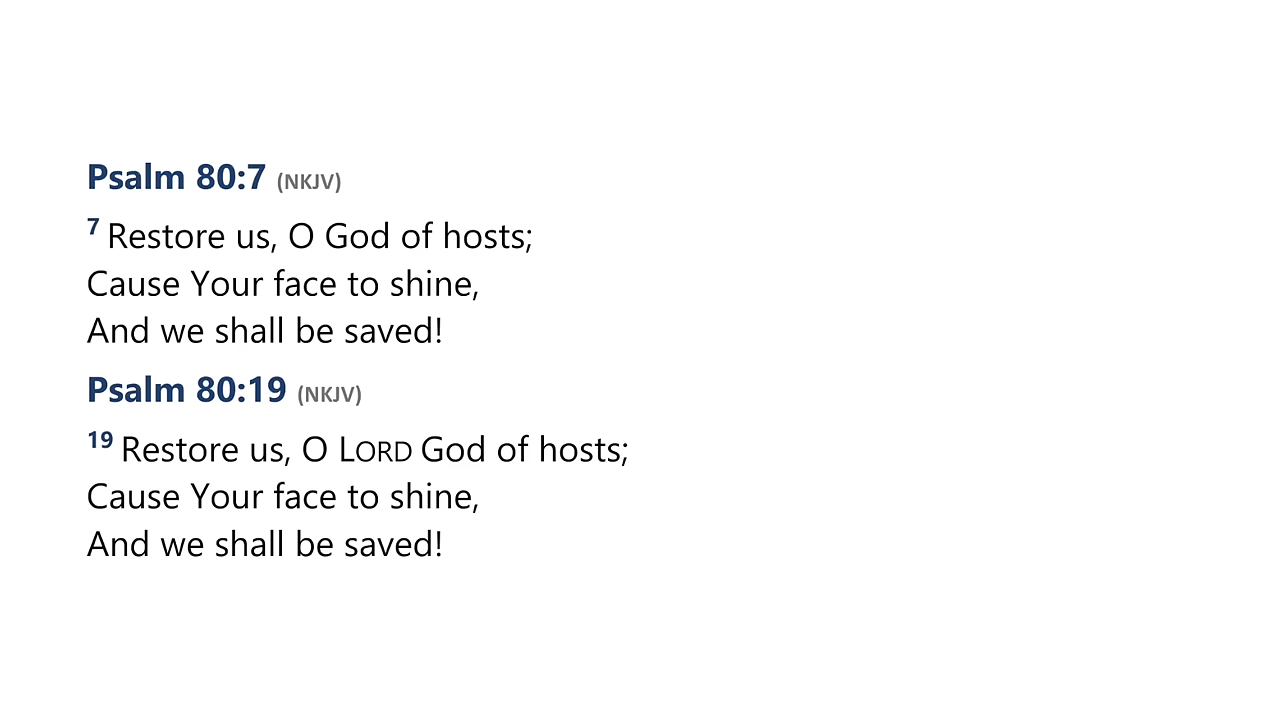 Psalm 80:7 (NKJV)
7 Restore us, O God of hosts;
Cause Your face to shine,
And we shall be saved!
Psalm 80:19 (NKJV)
19 Restore us, O LORD God of hosts;
Cause Your face to shine,
And we shall be saved!